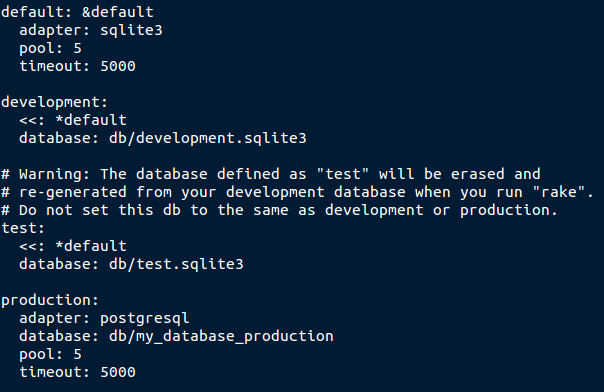 default: &default
  adapter: sqlite3
  pool: 5
  timeout: 5000

development:
  <<: *default
  database: db/development.sqlite3

# Warning: The database defined as "test" will be erased and
# re-generated from your development database when you run "rake".
# Do not set this db to the same as development or production.
test:
  <<: *default
  database: db/test.sqlite3

production:
  adapter: postgresql
  database: db/my_database_production
  pool: 5
  timeout: 5000